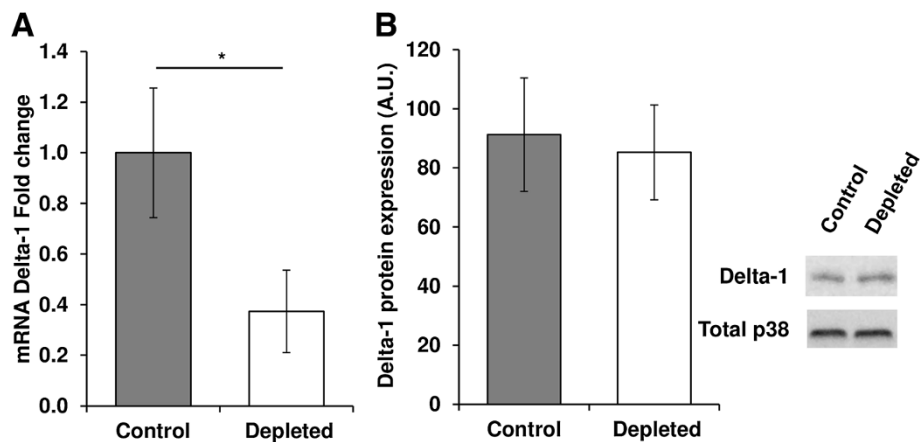 A
mRNA Delta-1 Fold change
1.4
1.2
1.0
0.8
0.6
0.4
0.2
0.0
*
Control
Depleted
B
Delta-1 protein expression (A.U.)
120
100
80
60
40
20
0
Control
Depleted
Control
Depleted
Delta-1
Total p38